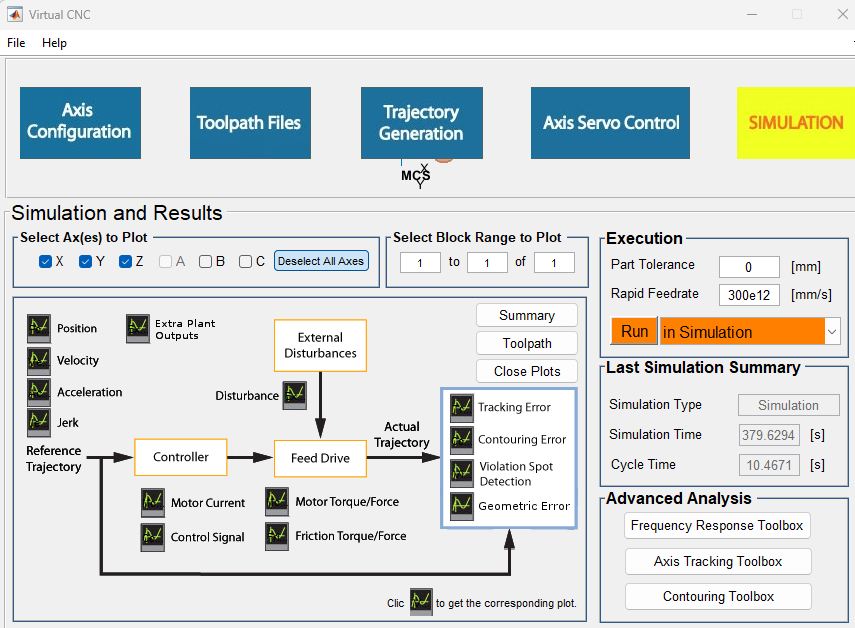 Virtual CNC
File Help
Axis
Configuration
Toolpath Files
Trajectory
Generation
Axis Servo Control
SIMULATION
X
MCS
Y
Simulation and Results
Select Ax(es) to Plot
X Y Z A B C Deselect All Axes
Select Block Range to Plot
1 to 1 of 1
Position
Velocity
Acceleration
Jerk
Extra Plant
Outputs
External
Disturbances
Disturbance
Summary
Toolpath
Close Plots
Reference
Trajectory
Controller
Feed Drive
Actual
Trajectory
Tracking Error
Contouring Error
Violation Spot
Detection
Geometric Error
Motor Current
Control Signal
Motor Torque/Force
Friction Torque/Force
Clic to get the corresponding plot.
Execution
Part Tolerance 0 [mm]
Rapid Feedrate 300e12 [mm/s]
Run in Simulation
Last Simulation Summary
Simulation Type Simulation
Simulation Time 379.6294 [s]
Cycle Time 10.4671 [s]
Advanced Analysis
Frequency Response Toolbox
Axis Tracking Toolbox
Contouring Toolbox